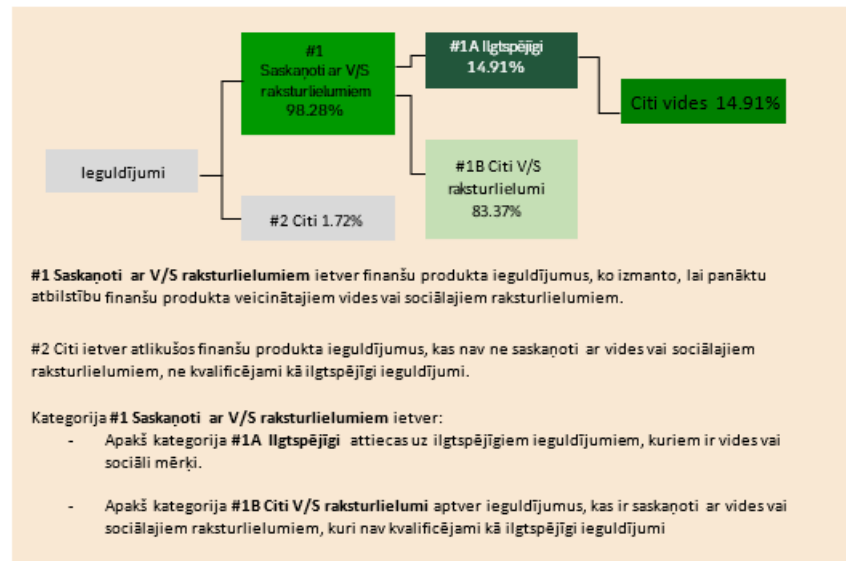 #1
Saskaņoti ar V/S
raksturlielumiem
98.28%
#1A Ilgtspējīgi
14.91%
Citi vides 14.91%
Ieguldījumi
#1B Citi V/S
raksturlielumi
83.37%
#2 Citi 1.72%
#1 Saskaņoti ar V/S raksturlielumiem ietver finanšu produkta ieguldījumus, ko izmanto, lai panāktu
atbilstību finanšu produkta veicinātajiem vides vai sociālajiem raksturlielumiem.
#2 Citi ietver atlikušos finanšu produkta ieguldījumus, kas nav ne saskaņoti ar vides vai sociālajiem
raksturlielumiem, ne kvalificējami kā ilgtspējīgi ieguldījumi.
Kategorija #1 Saskaņoti ar V/S raksturlielumiem ietver:
- Apakš kategorija #1A Ilgtspējīgi attiecas uz ilgtspējīgiem ieguldījumiem, kuriem ir vides vai
sociāli mērķi.
- Apakš kategorija #1B Citi V/S raksturlielumi aptver ieguldījumus, kas ir saskaņoti ar vides vai
sociālajiem raksturlielumiem, kuri nav kvalificējami kā ilgtspējīgi ieguldījumi